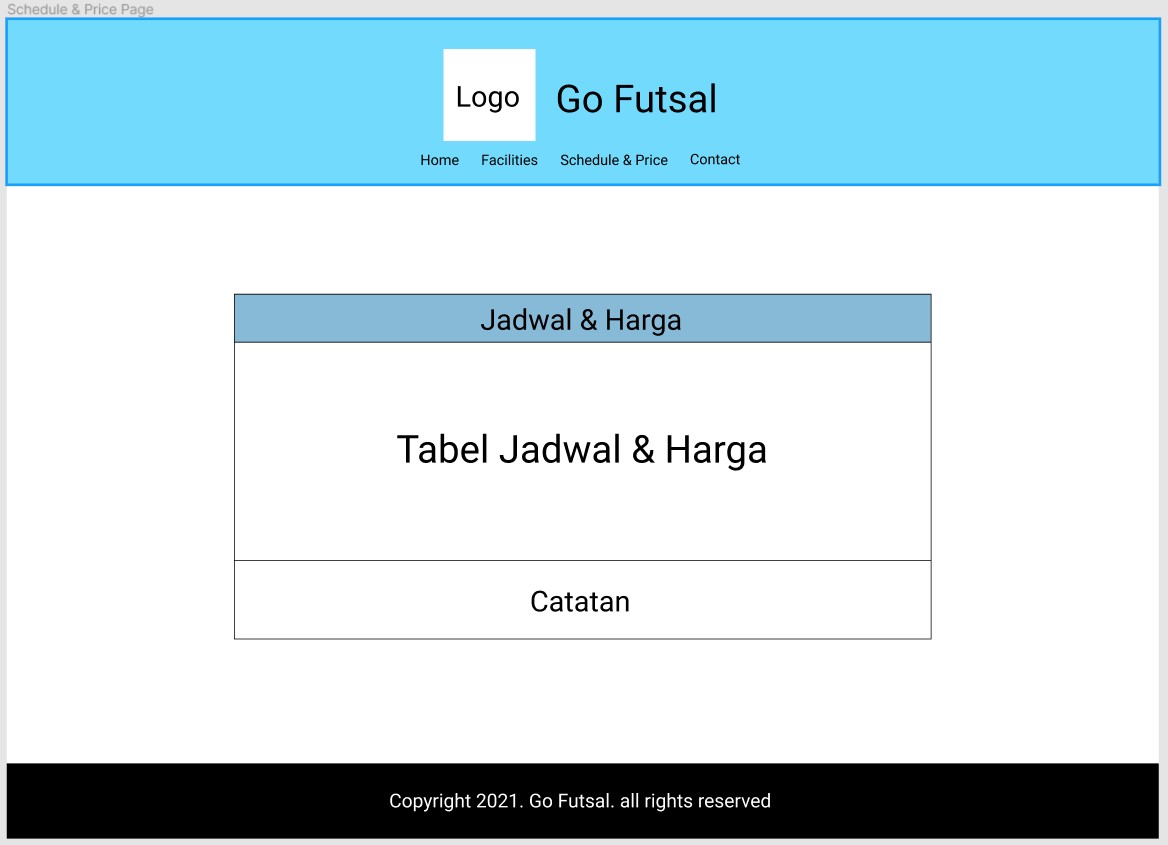 Schedule & Price Page
Logo
Go Futsal
Home Facilities Schedule & Price Contact
Jadwal & Harga
Tabel Jadwal & Harga
Catatan
Copyright 2021. Go Futsal. all rights reserved